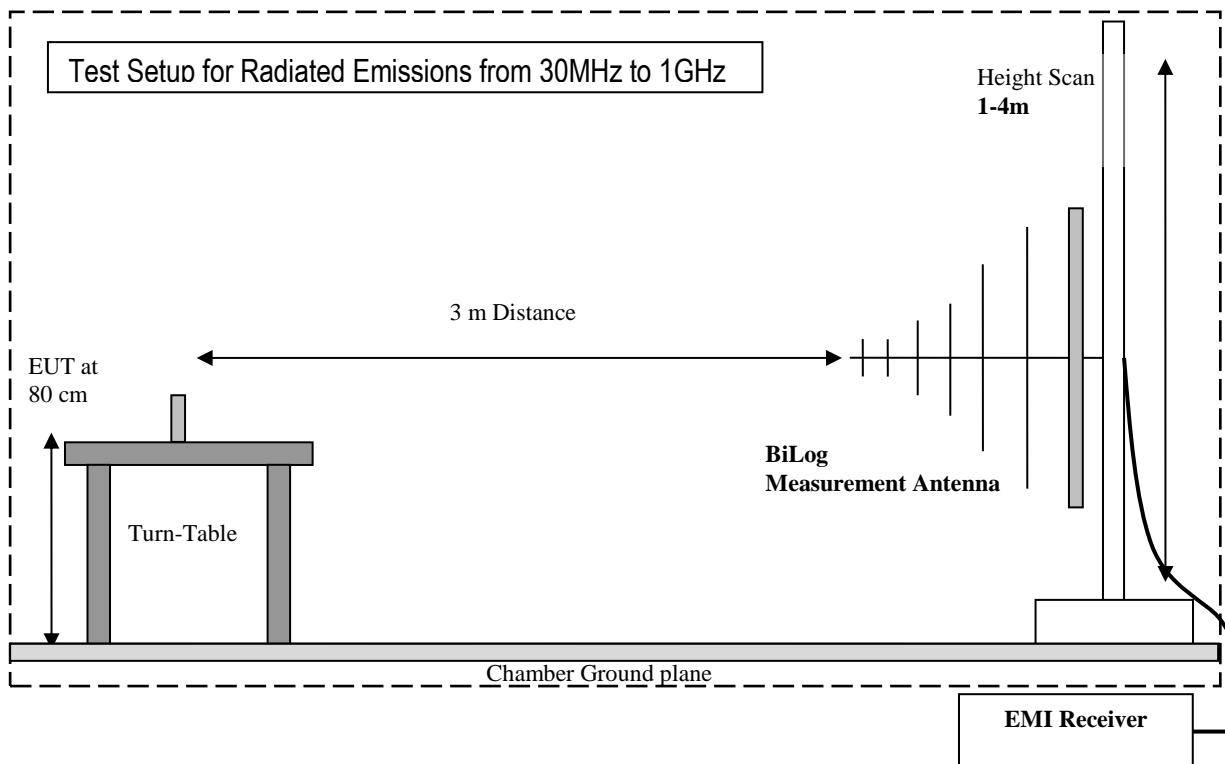 Test Setup for Radiated Emissions from 30MHz to 1GHz
Height Scan
1-4m
3 m Distance
EUT at
80 cm
BiLog
Measurement Antenna
Turn-Table
Chamber Ground plane
EMI Receiver